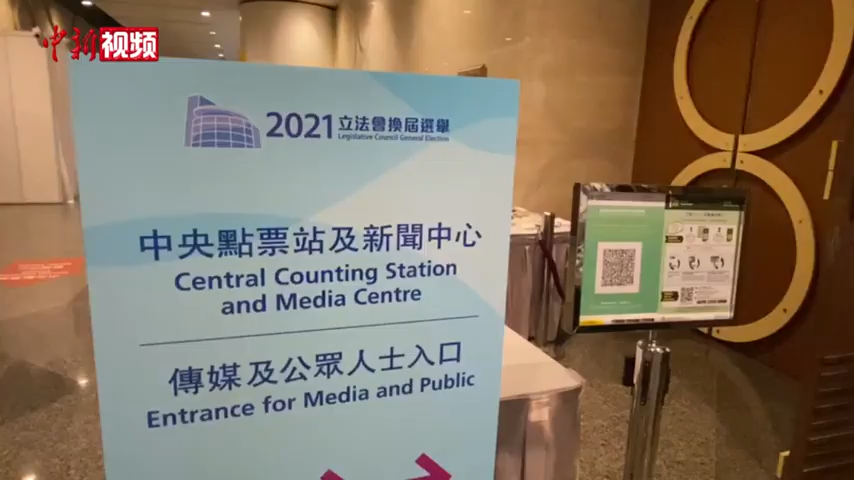 中新视频
2021 立法會換屆選舉
Legislative Council General Election
中央點票站及新聞中心
Central Counting Station
and Media Centre
傳媒及公眾人士入口
Entrance for Media and Public